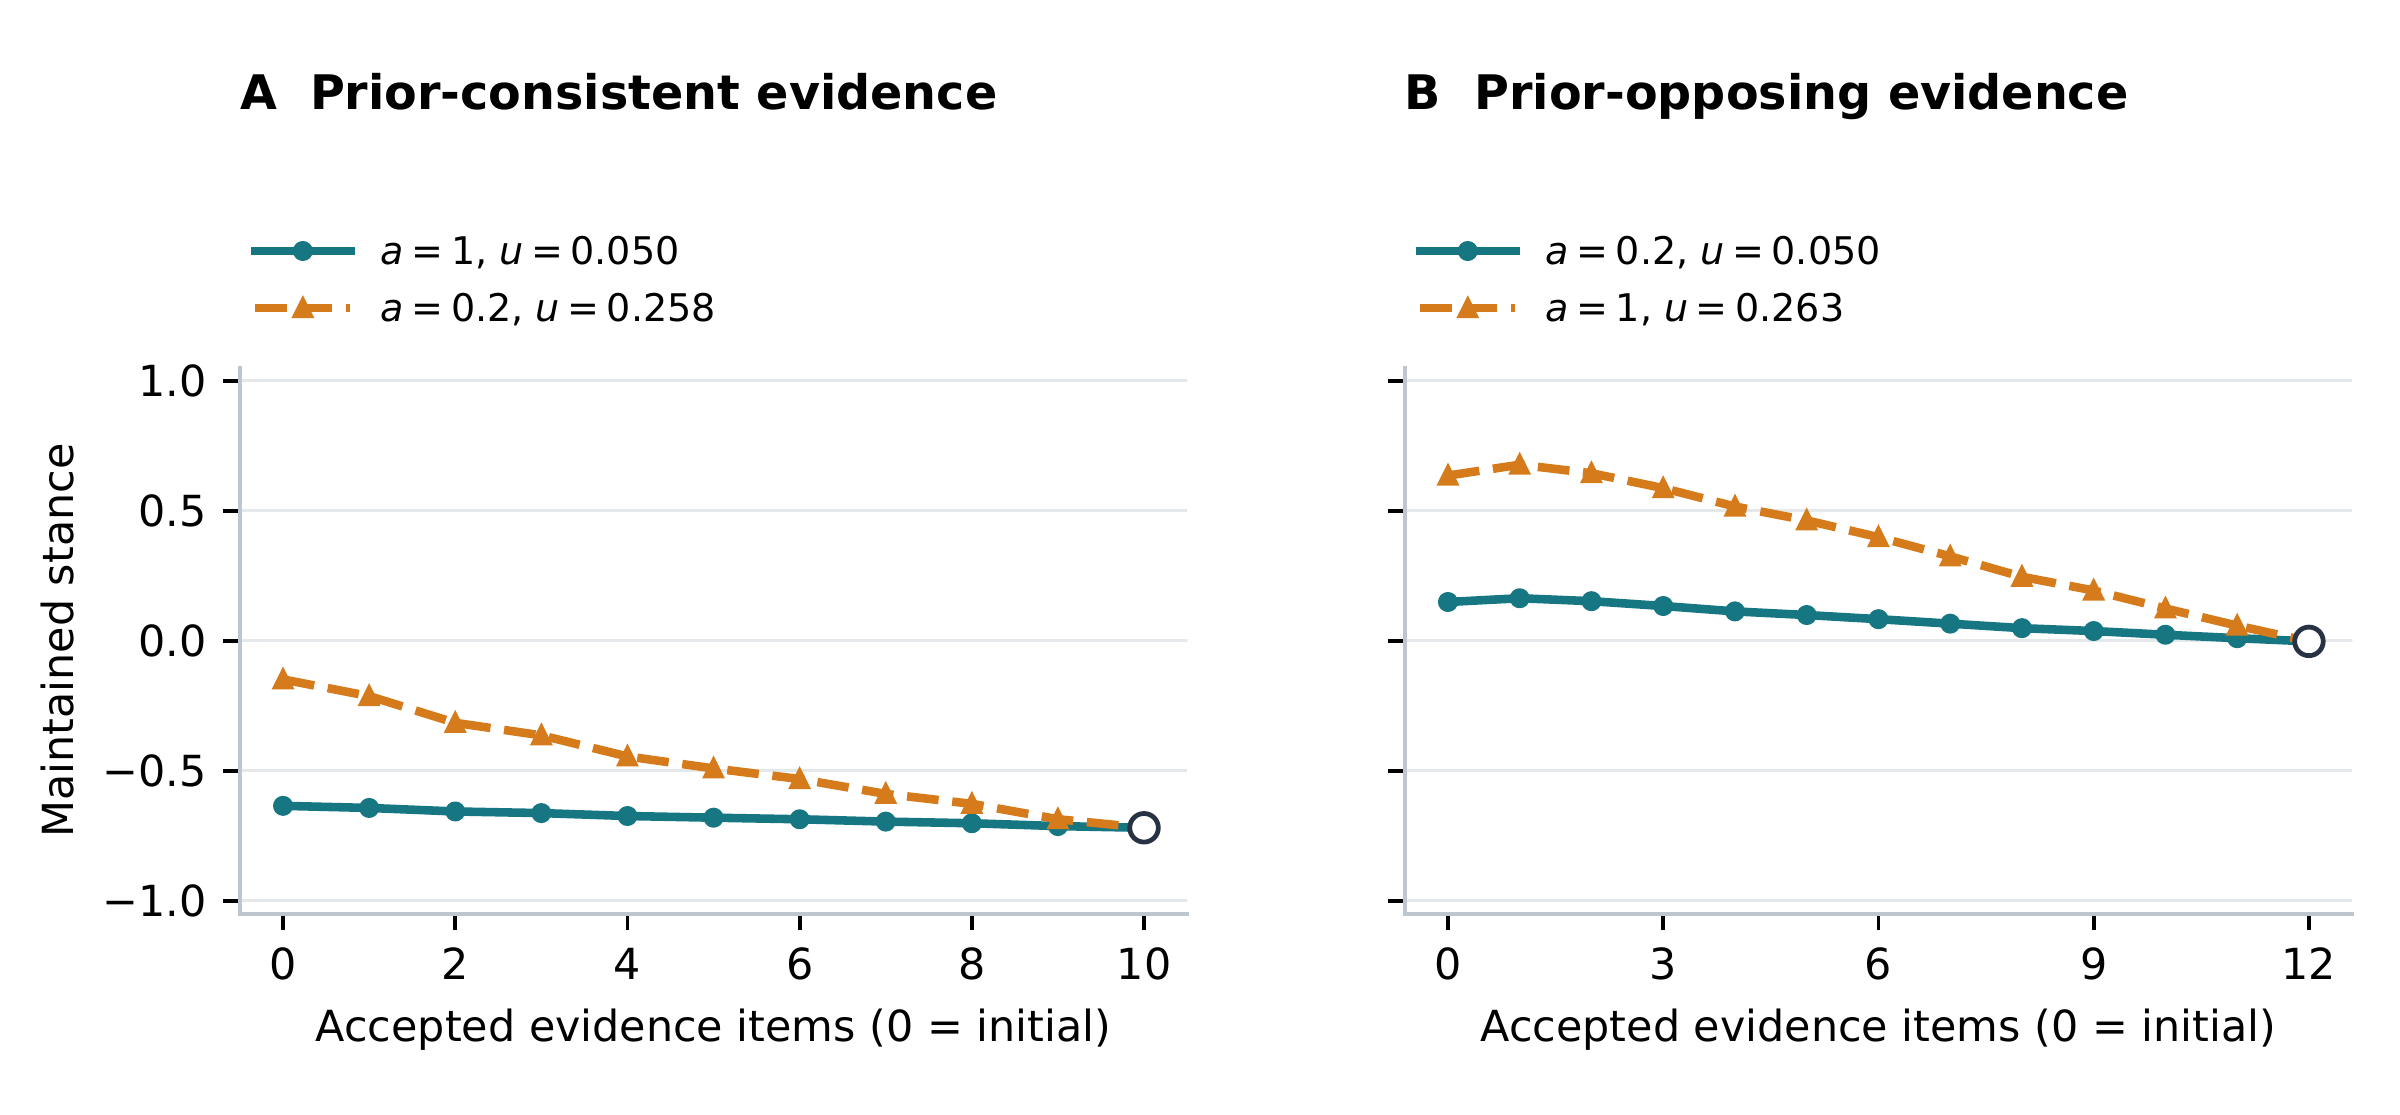 A Prior-consistent evidence
a = 1, u = 0.050
a = 0.2, u = 0.258
1.0
0.5
0.0
−0.5
−1.0
Maintained stance
0 2 4 6 8 10
Accepted evidence items (0 = initial)
B Prior-opposing evidence
a = 0.2, u = 0.050
a = 1, u = 0.263
0 3 6 9 12
Accepted evidence items (0 = initial)